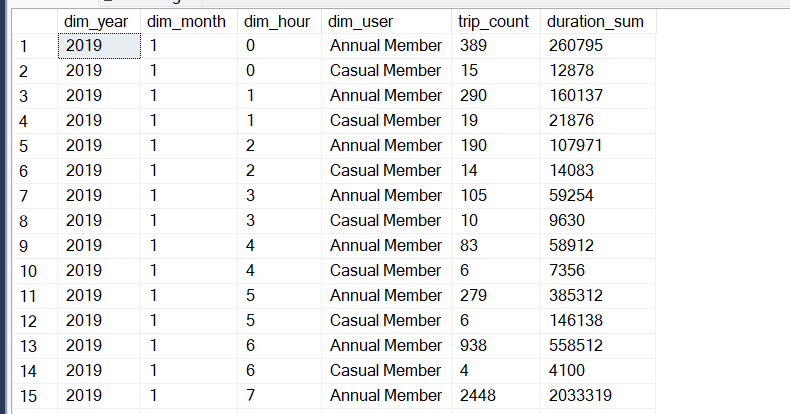 dim_year dim_month dim_hour dim_user trip_count duration_sum
1 2019 1 0 Annual Member 389 260795
2 2019 1 0 Casual Member 15 12878
3 2019 1 1 Annual Member 290 160137
4 2019 1 1 Casual Member 19 21876
5 2019 1 2 Annual Member 190 107971
6 2019 1 2 Casual Member 14 14083
7 2019 1 3 Annual Member 105 59254
8 2019 1 3 Casual Member 10 9630
9 2019 1 4 Annual Member 83 58912
10 2019 1 4 Casual Member 6 7356
11 2019 1 5 Annual Member 279 385312
12 2019 1 5 Casual Member 6 146138
13 2019 1 6 Annual Member 938 558512
14 2019 1 6 Casual Member 4 4100
15 2019 1 7 Annual Member 2448 2033319